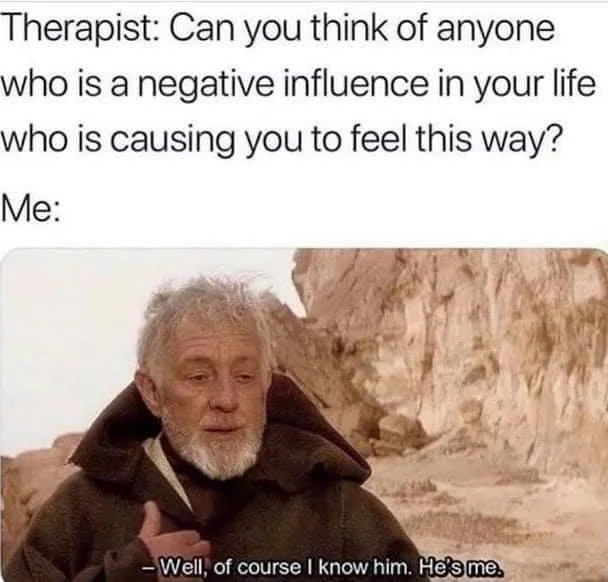 Therapist: Can you think of anyone
who is a negative influence in your life
who is causing you to feel this way?
Me:
– Well, of course I know him. He's me.